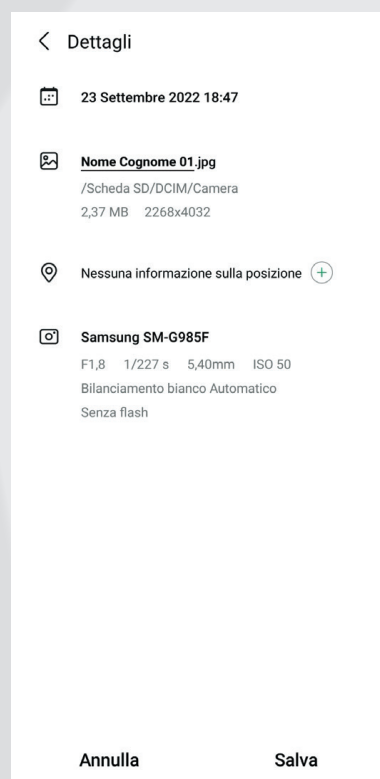 Dettagli
23 Settembre 2022 18:47
Nome Cognome 01.jpg
/Scheda SD/DCIM/Camera
2,37 MB 2268x4032
Nessuna informazione sulla posizione
Samsung SM-G985F
F1,8 1/227 s 5,40mm ISO 50
Bilanciamento bianco Automatico
Senza flash
Annulla Salva